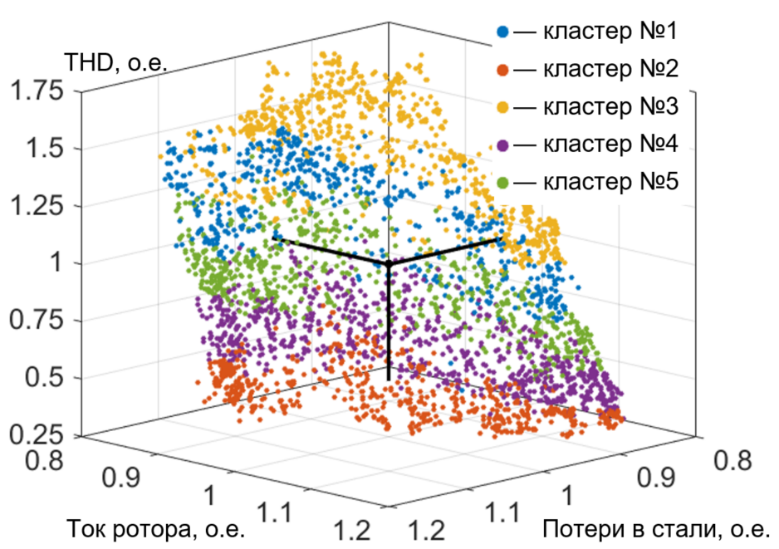 THD, о.е.
кластер №1
кластер №2
кластер №3
кластер №4
кластер №5
1.75
1.5
1.25
1
0.75
0.5
0.25
0.8
0.9
1
1.1
1.2
1.2
1.1
1
0.9
0.8
Ток ротора, о.е.
Потери в стали, о.е.